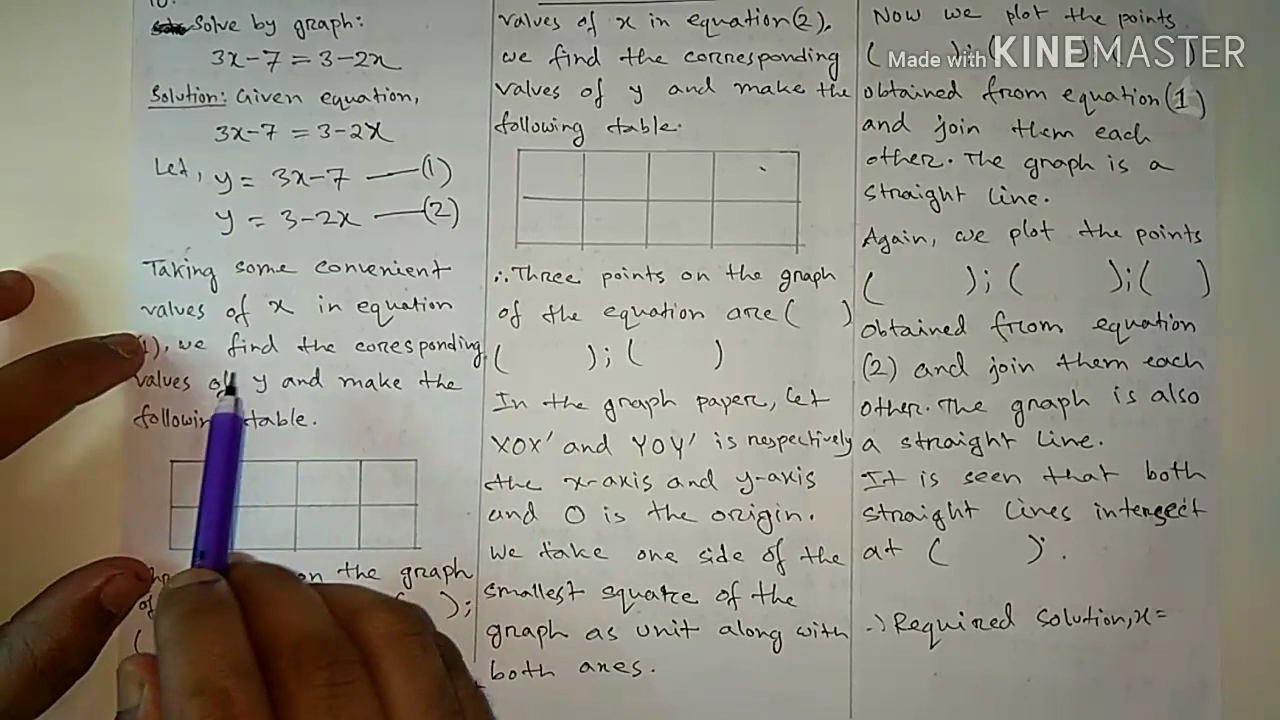 10.
Solve by graph:
3x-7 = 3-2x
Solution: Given equation,
3x-7 = 3-2x
Let, y = 3x-7 —(1)
y = 3-2x —(2)
Taking some convenient
values of x in equation
(1), we find the coresponding
values of y and make the
following table.
on the graph
of ( );
(
values of x in equation(2),
we find the corresponding
values of y and make the
following table.
∴ Three points on the graph
of the equation are ( )
( ); ( )
In the graph paper, let
XOX' and YOY' is respectively
the x-axis and y-axis
and O is the origin.
We take one side of the
smallest square of the
graph as unit along with
both axes.
Now we plot the points
( ); ( ) ( )
Made with KINEMASTER
obtained from equation (1)
and join them each
other. The graph is a
straight line.
Again, we plot the points
( ); ( ); ( )
obtained from equation
(2) and join them each
other. The graph is also
a straight line.
It is seen that both
straight lines intersect
at ( ).
∴ Required solution, x =